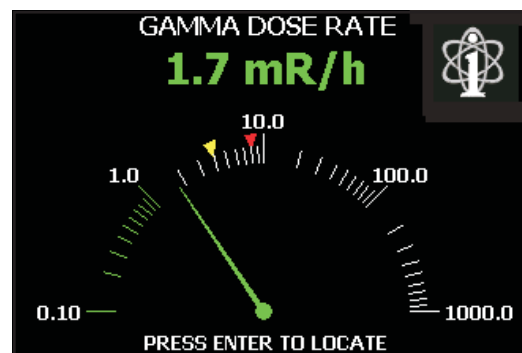 GAMMA DOSE RATE
1.7 mR/h
i
10.0
1.0
100.0
0.10
1000.0
PRESS ENTER TO LOCATE